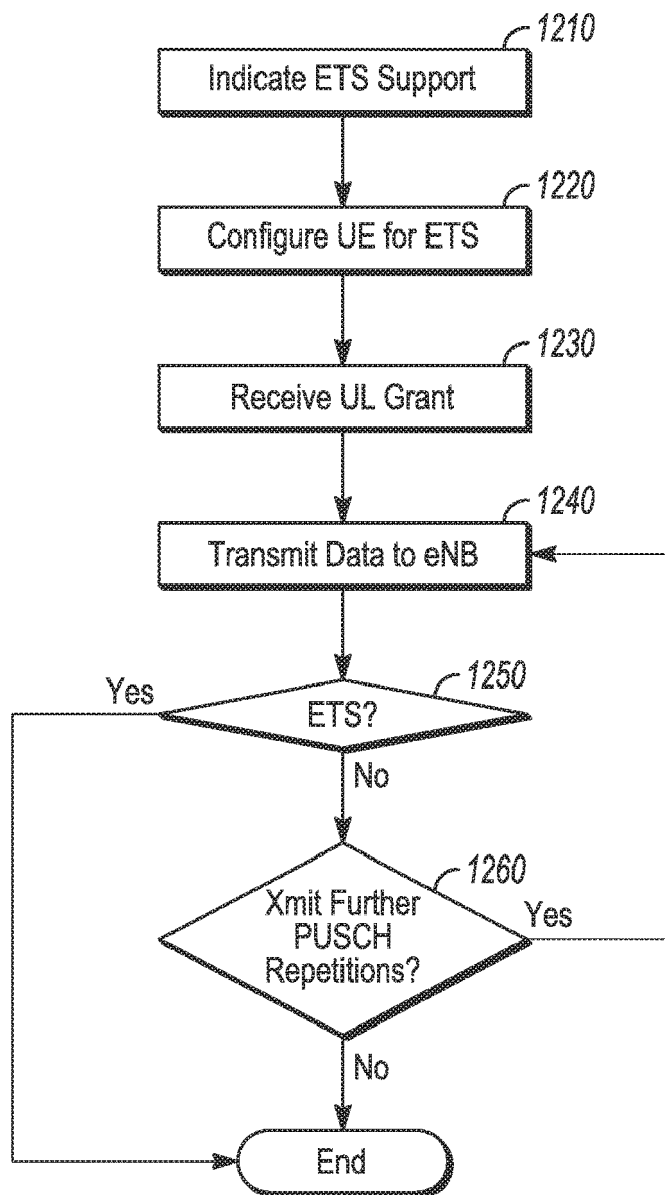 1210
Indicate ETS Support
1220
Configure UE for ETS
1230
Receive UL Grant
1240
Transmit Data to eNB
1250
Yes
ETS?
No
1260
Xmit Further
PUSCH
Repetitions?
Yes
No
End